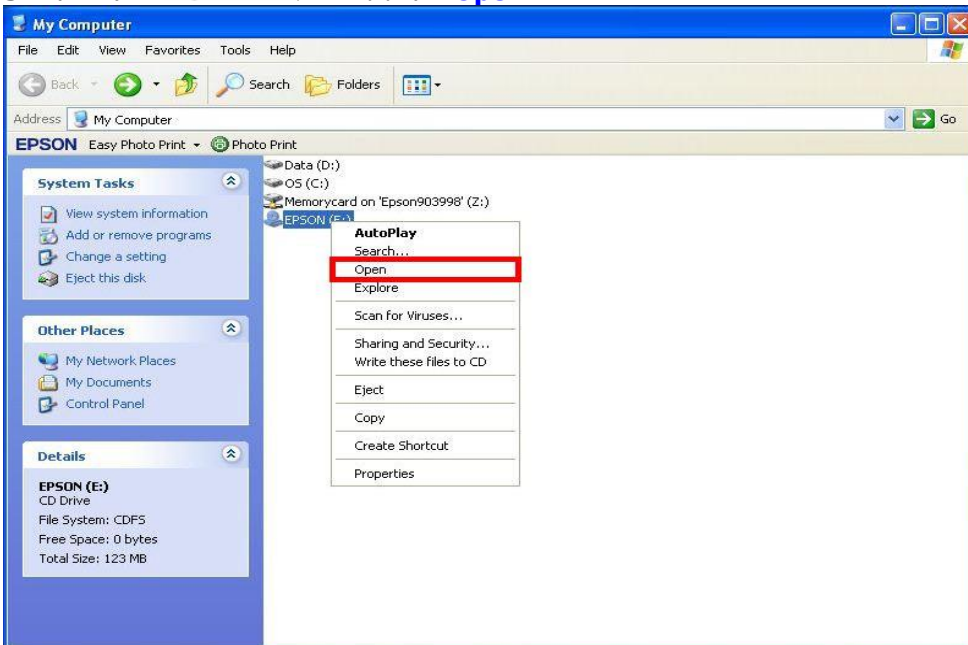 My Computer
File Edit View Favorites Tools Help
Back Search Folders
Address My Computer Go
EPSON Easy Photo Print Photo Print
System Tasks
View system information
Add or remove programs
Change a setting
Eject this disk
Other Places
My Network Places
My Documents
Control Panel
Details
EPSON (E:)
CD Drive
File System: CDFS
Free Space: 0 bytes
Total Size: 123 MB
Data (D:)
OS (C:)
Memorycard on 'Epson903998' (Z:)
EPSON (E:)
AutoPlay
Search...
Open
Explore
Scan for Viruses...
Sharing and Security...
Write these files to CD
Eject
Copy
Create Shortcut
Properties